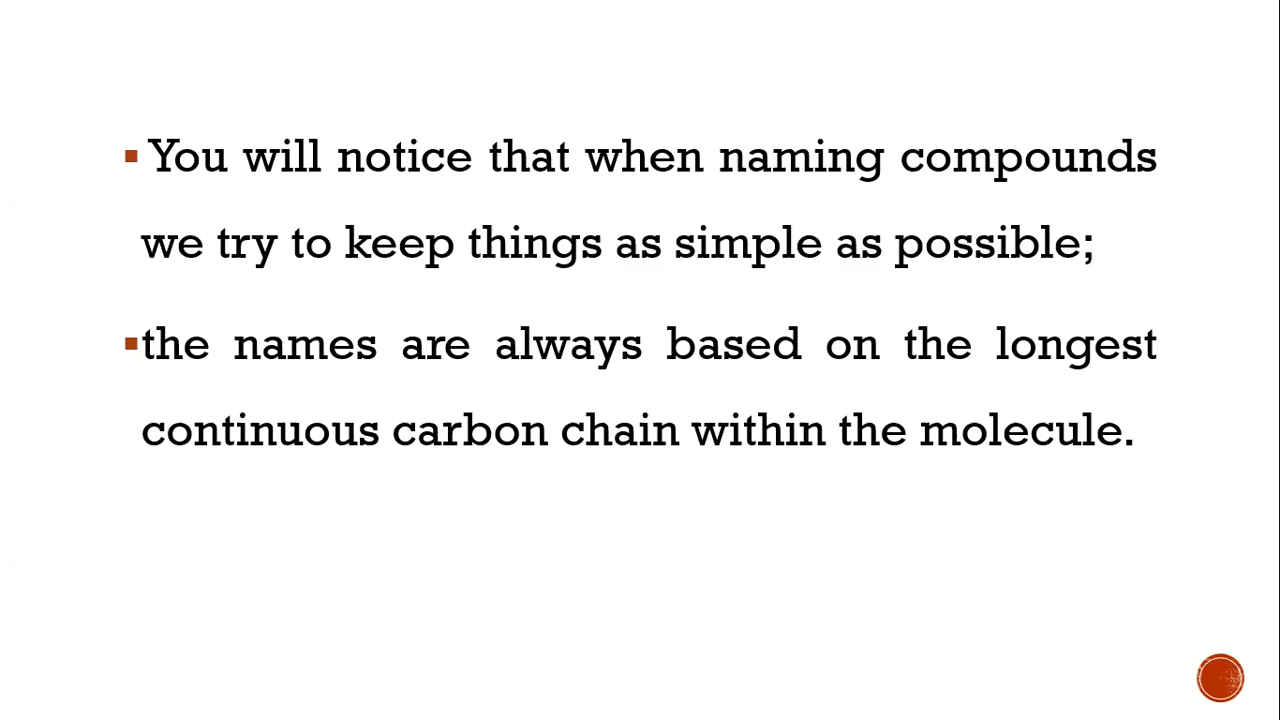 ▪ You will notice that when naming compounds
we try to keep things as simple as possible;
▪the names are always based on the longest
continuous carbon chain within the molecule.